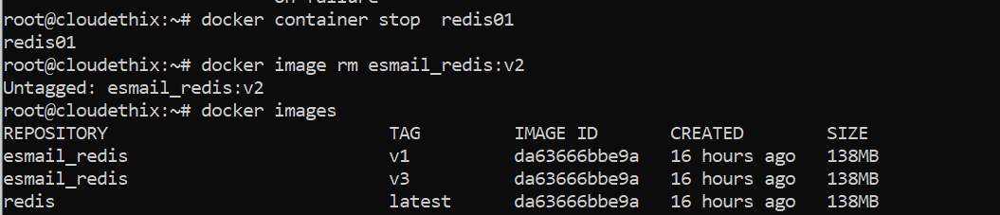 on failure
root@cloudethix:~# docker container stop  redis01
redis01
root@cloudethix:~# docker image rm esmail_redis:v2
Untagged: esmail_redis:v2
root@cloudethix:~# docker images
REPOSITORY TAG IMAGE ID CREATED SIZE
esmail_redis v1 da63666bbe9a 16 hours ago 138MB
esmail_redis v3 da63666bbe9a 16 hours ago 138MB
redis latest da63666bbe9a 16 hours ago 138MB